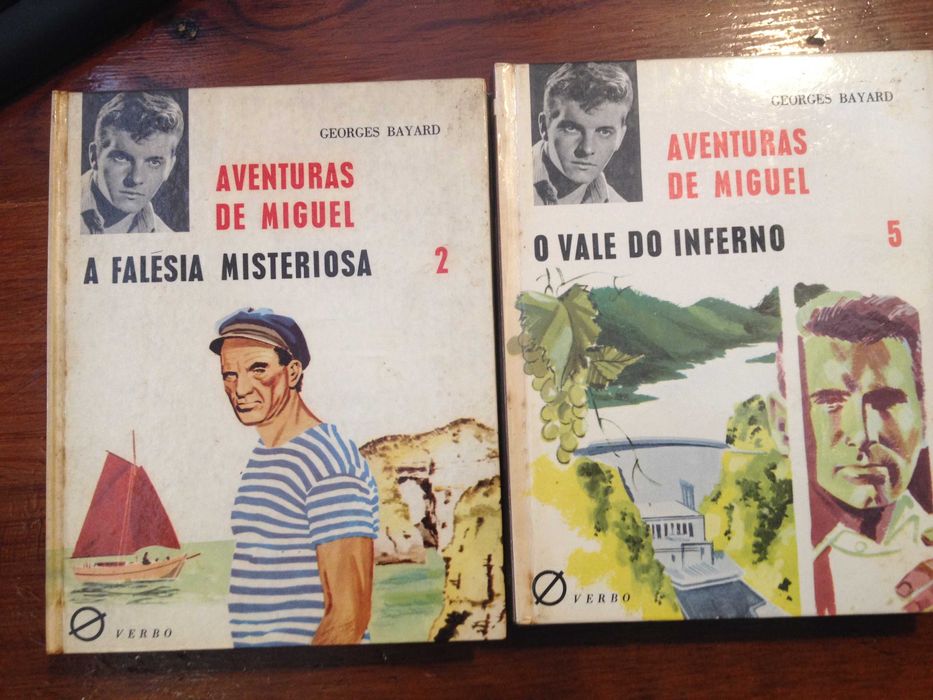 GEORGES BAYARD
AVENTURAS
DE MIGUEL
A FALÉSIA MISTERIOSA 2
VERBO
GEORGES BAYARD
AVENTURAS
DE MIGUEL
O VALE DO INFERNO 5
VERBO